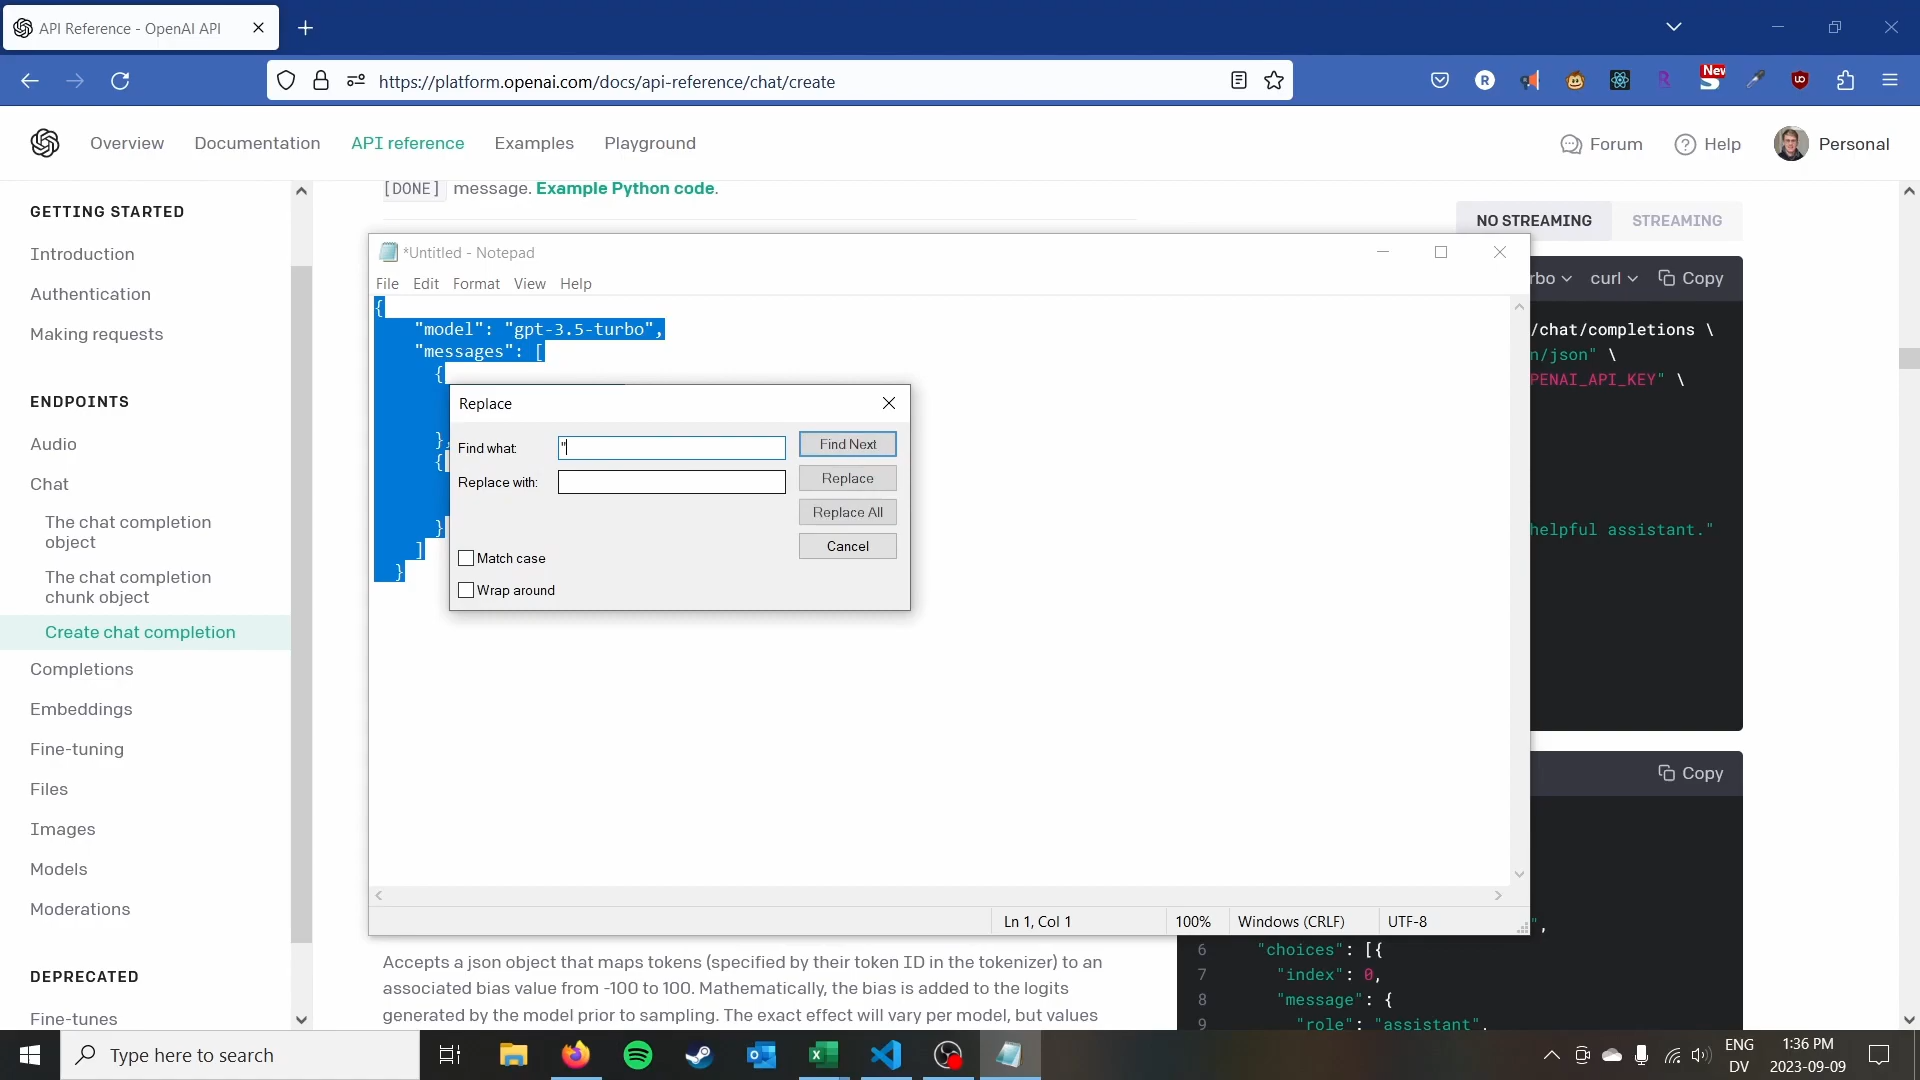 API Reference - OpenAI API
https://platform.openai.com/docs/api-reference/chat/create
New
Overview
Documentation
API reference
Examples
Playground
Forum
Help
Personal
GETTING STARTED
Introduction
Authentication
Making requests
ENDPOINTS
Audio
Chat
The chat completion
object
The chat completion
chunk object
Create chat completion
Completions
Embeddings
Fine-tuning
Files
Images
Models
Moderations
DEPRECATED
Fine-tunes
[DONE] message. Example Python code.
NO STREAMING
STREAMING
*Untitled - Notepad
File Edit Format View Help
{
"model": "gpt-3.5-turbo",
"messages": [
{
},
{
}
]
}
Replace
Find what: "
Replace with:
Match case
Wrap around
Find Next
Replace
Replace All
Cancel
Ln 1, Col 1
100%
Windows (CRLF)
UTF-8
rbo
curl
Copy
/chat/completions \
n/json" \
OPENAI_API_KEY" \
helpful assistant."
Copy
",
6 "choices": [{
7 "index": 0,
8 "message": {
9 "role": "assistant",
Accepts a json object that maps tokens (specified by their token ID in the tokenizer) to an
associated bias value from -100 to 100. Mathematically, the bias is added to the logits
generated by the model prior to sampling. The exact effect will vary per model, but values
Type here to search
ENG
DV
1:36 PM
2023-09-09